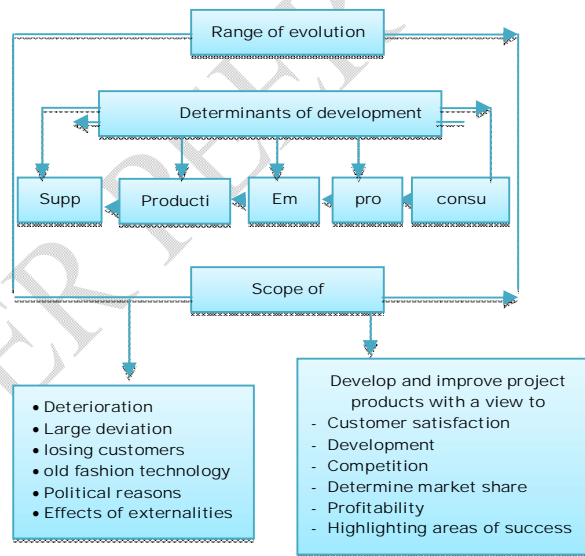 Range of evolution
Determinants of development
Supp
Producti
Em
pro
consu
Scope of
• Deterioration
• Large deviation
• losing customers
• old fashion technology
• Political reasons
• Effects of externalities
Develop and improve project
products with a view to
- Customer satisfaction
- Development
- Competition
- Determine market share
- Profitability
- Highlighting areas of success